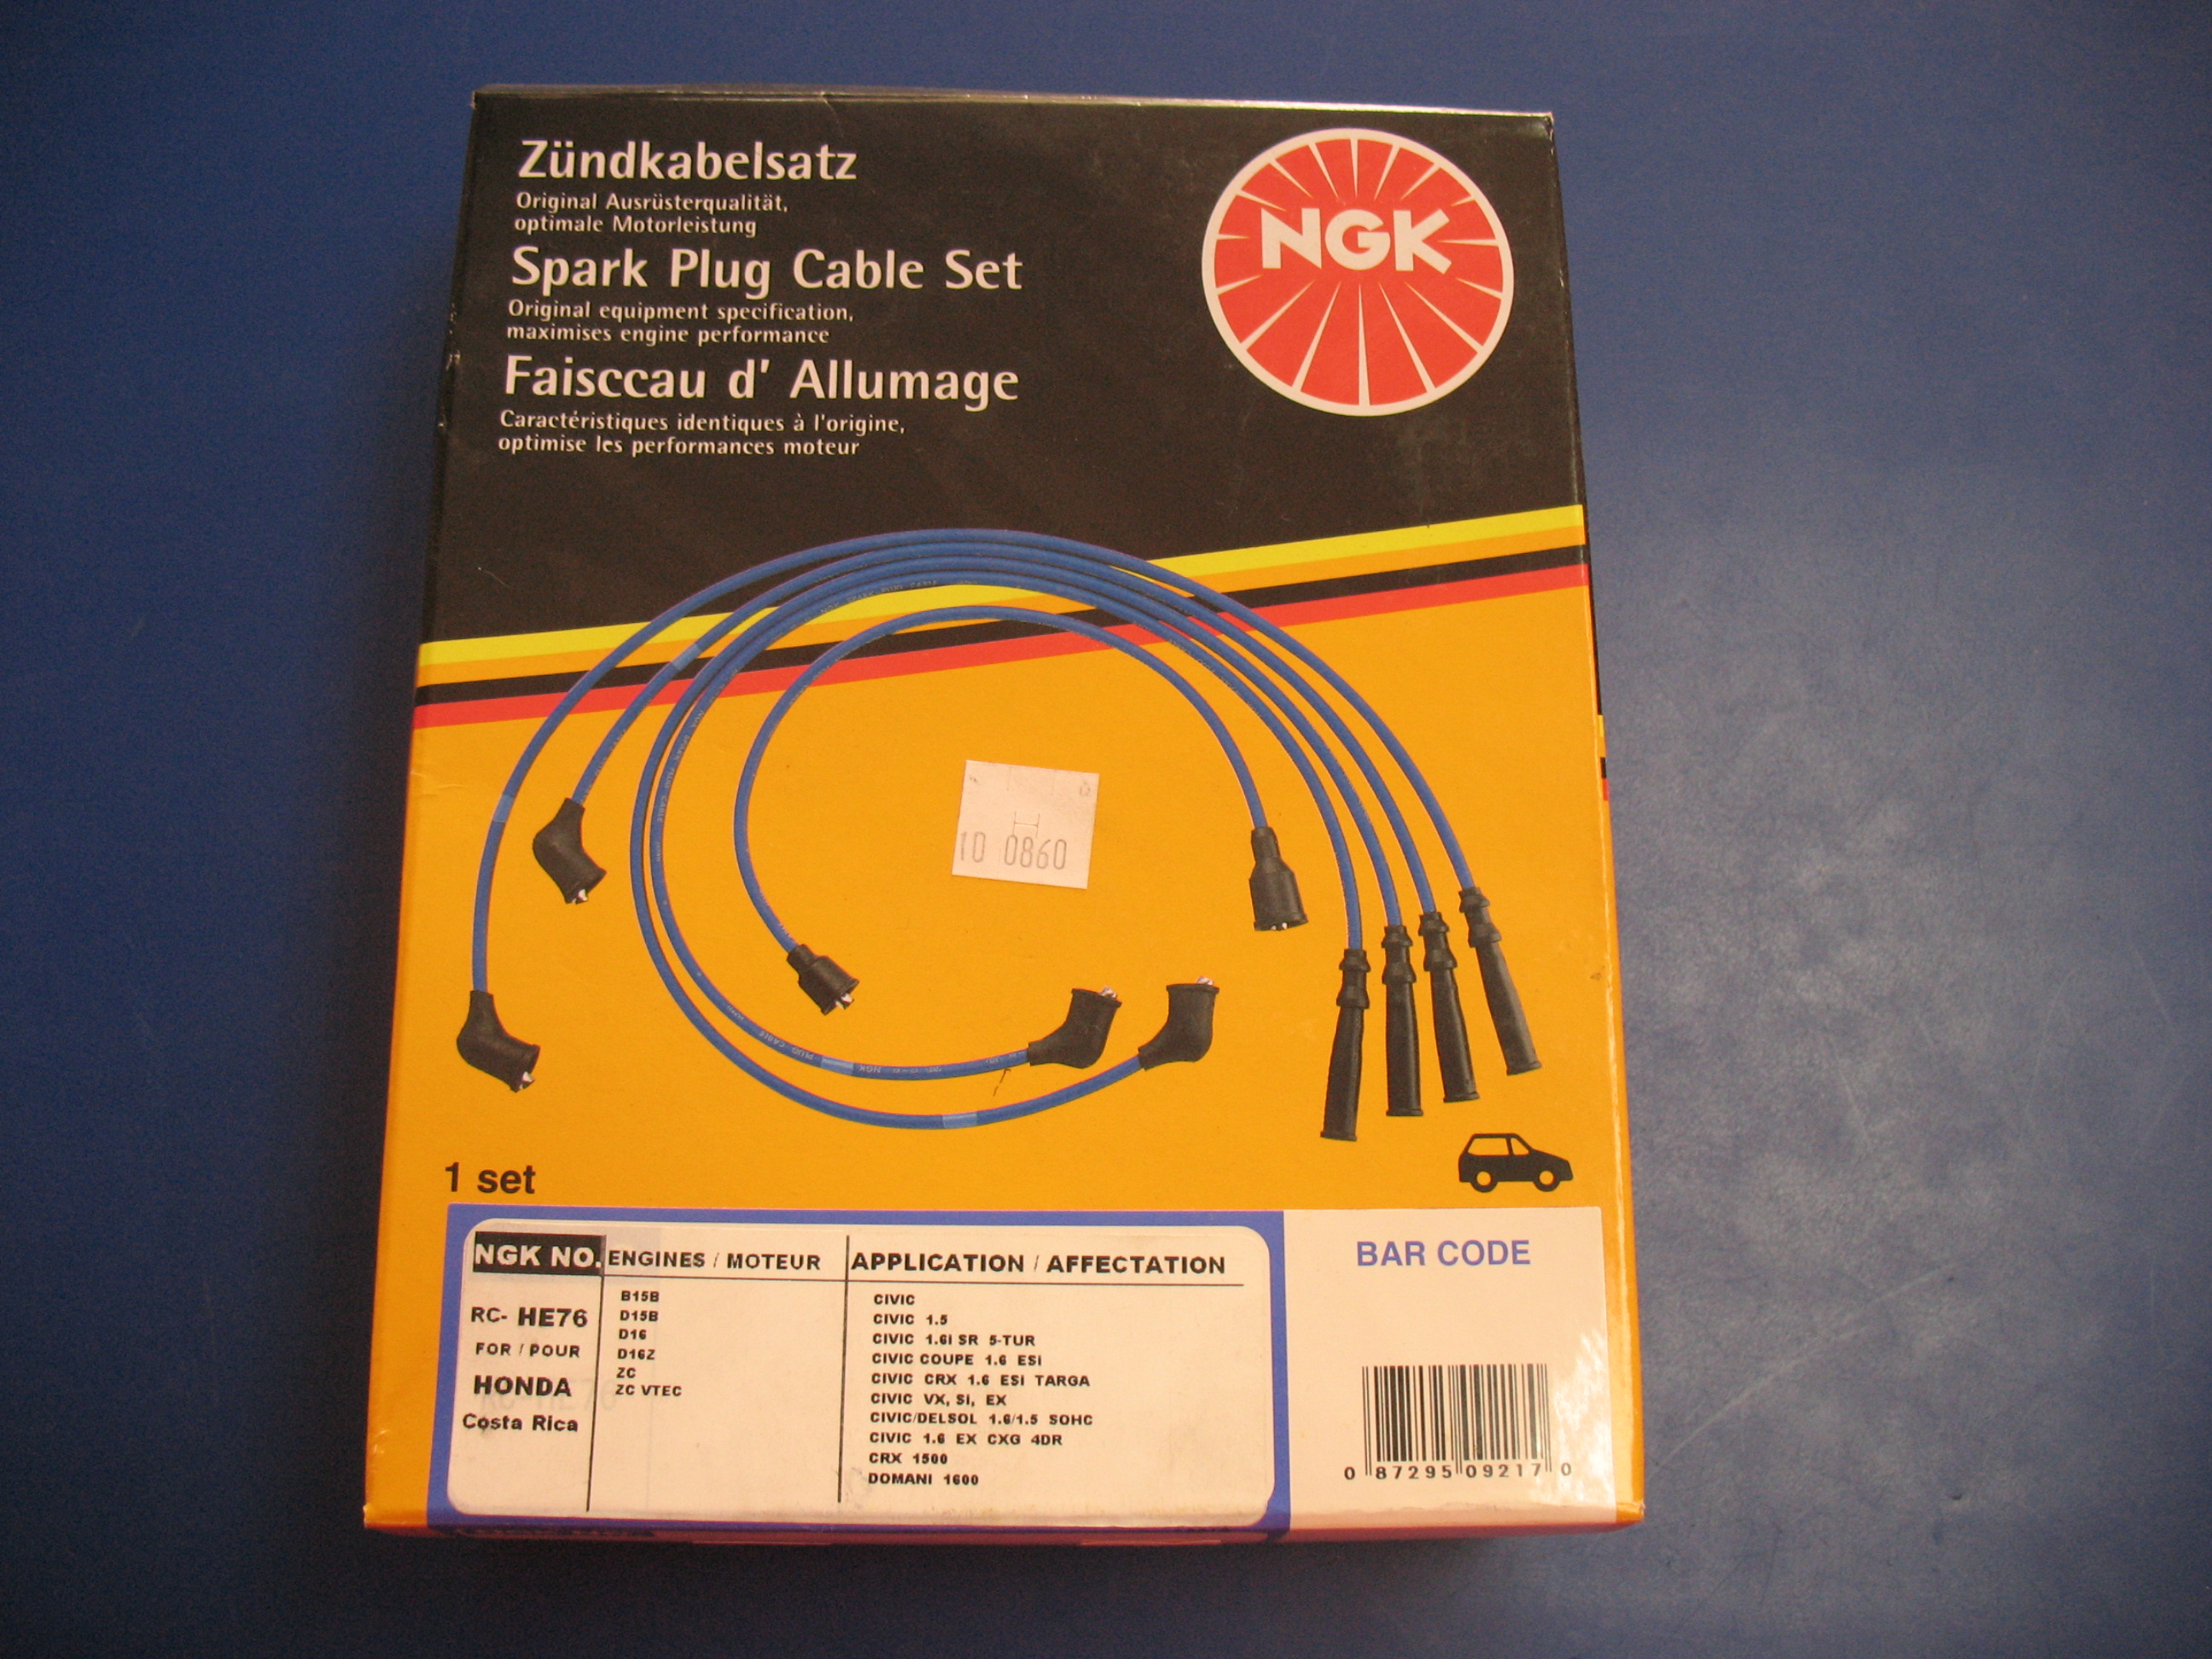 Zündkabelsatz
Original Ausrüsterqualität,
optimale Motorleistung
Spark Plug Cable Set
Original equipment specification,
maximises engine performance
Faisccau d' Allumage
Caractéristiques identiques à l'origine,
optimise les performances moteur
NGK
10 0860
1 set
NGK NO. ENGINES / MOTEUR APPLICATION / AFFECTATION
RC- HE76
FOR / POUR
HONDA
Costa Rica
B15B
D15B
D16
D16Z
ZC
ZC VTEC
CIVIC
CIVIC 1.5
CIVIC 1.6I SR 5-TUR
CIVIC COUPE 1.6 ESI
CIVIC CRX 1.6 ESI TARGA
CIVIC VX, SI, EX
CIVIC/DELSOL 1.6/1.5 SOHC
CIVIC 1.6 EX CXG 4DR
CRX 1500
DOMANI 1600
BAR CODE
0 87295 09217 0